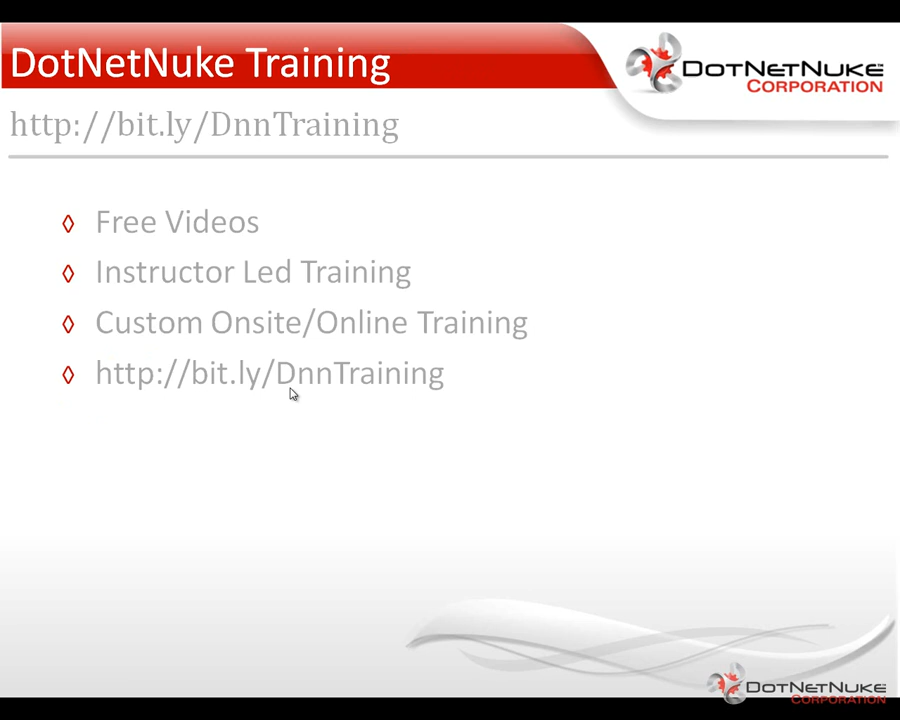 DotNetNuke Training
DOTNETNUKE
CORPORATION
http://bit.ly/DnnTraining
Free Videos
Instructor Led Training
Custom Onsite/Online Training
http://bit.ly/DnnTraining
DOTNETNUKE
CORPORATION